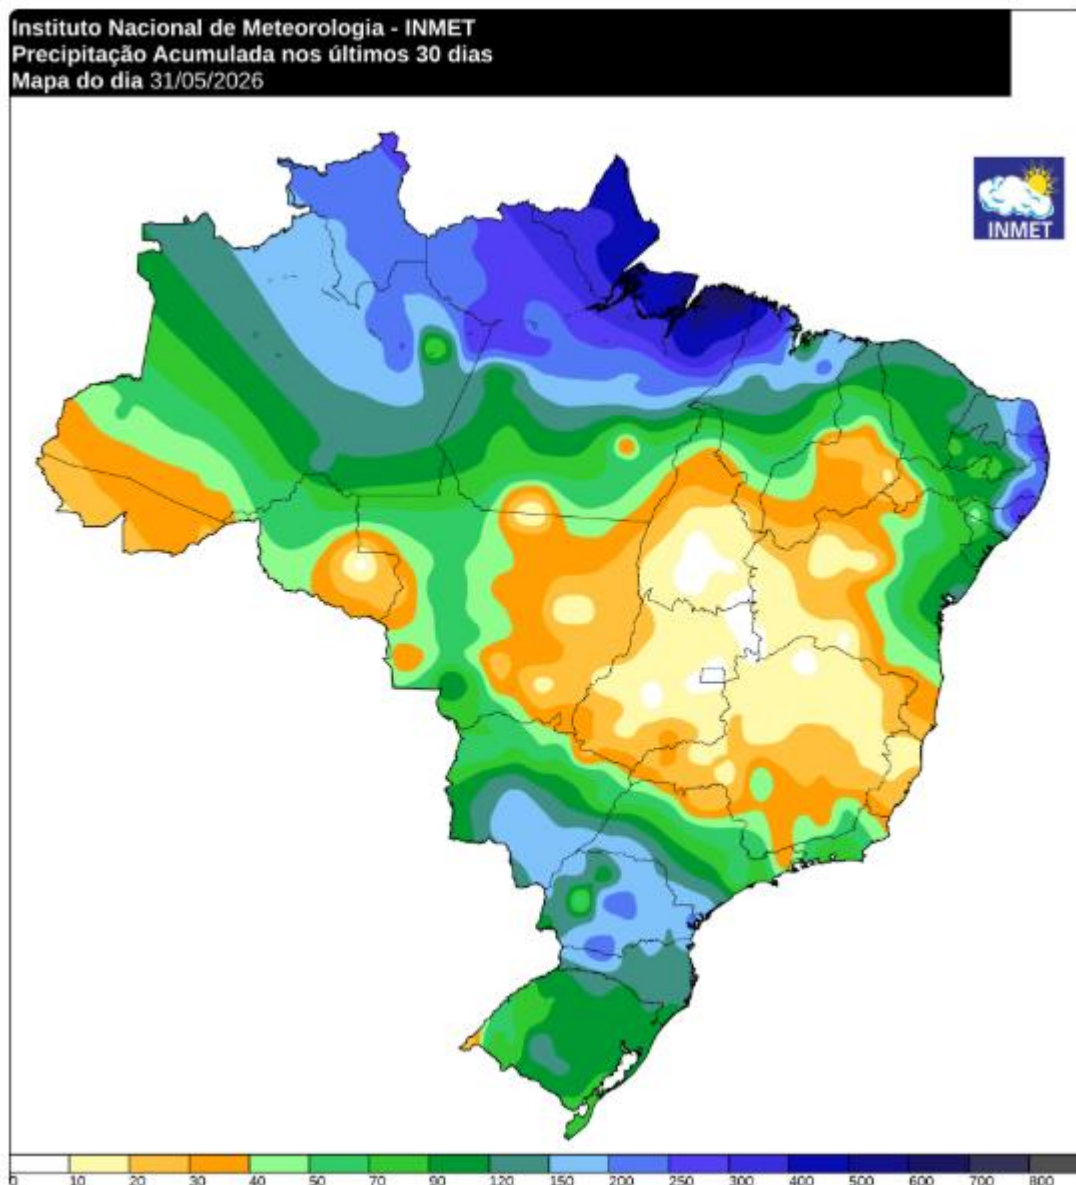 Instituto Nacional de Meteorologia - INMET
Precipitação Acumulada nos últimos 30 dias
Mapa do dia 31/05/2026
INMET
0 10 20 30 40 50 70 90 120 150 200 250 300 400 500 600 700 800